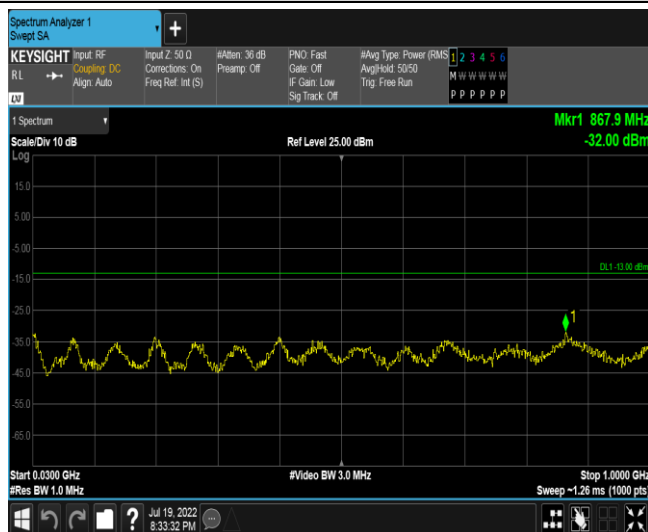 Spectrum Analyzer 1
Swept SA
+
KEYSIGHT
RL
LXI
Input: RF
Coupling: DC
Align: Auto
Input Z: 50 Ω
Corrections: On
Freq Ref: Int (S)
#Atten: 36 dB
Preamp: Off
PNO: Fast
Gate: Off
IF Gain: Low
Sig Track: Off
#Avg Type: Power (RMS
Avg|Hold: 50/50
Trig: Free Run
1 2 3 4 5 6
M W W W W W
P P P P P P
1 Spectrum
Scale/Div 10 dB
Ref Level 25.00 dBm
Mkr1 867.9 MHz
-32.00 dBm
Log
15.0
5.00
-5.00
DL1 -13.00 dBm
-15.0
-25.0
1
-35.0
-45.0
-55.0
-65.0
Start 0.0300 GHz
#Video BW 3.0 MHz
Stop 1.0000 GHz
#Res BW 1.0 MHz
Sweep ~1.26 ms (1000 pts)
?
Jul 19, 2022
8:33:32 PM